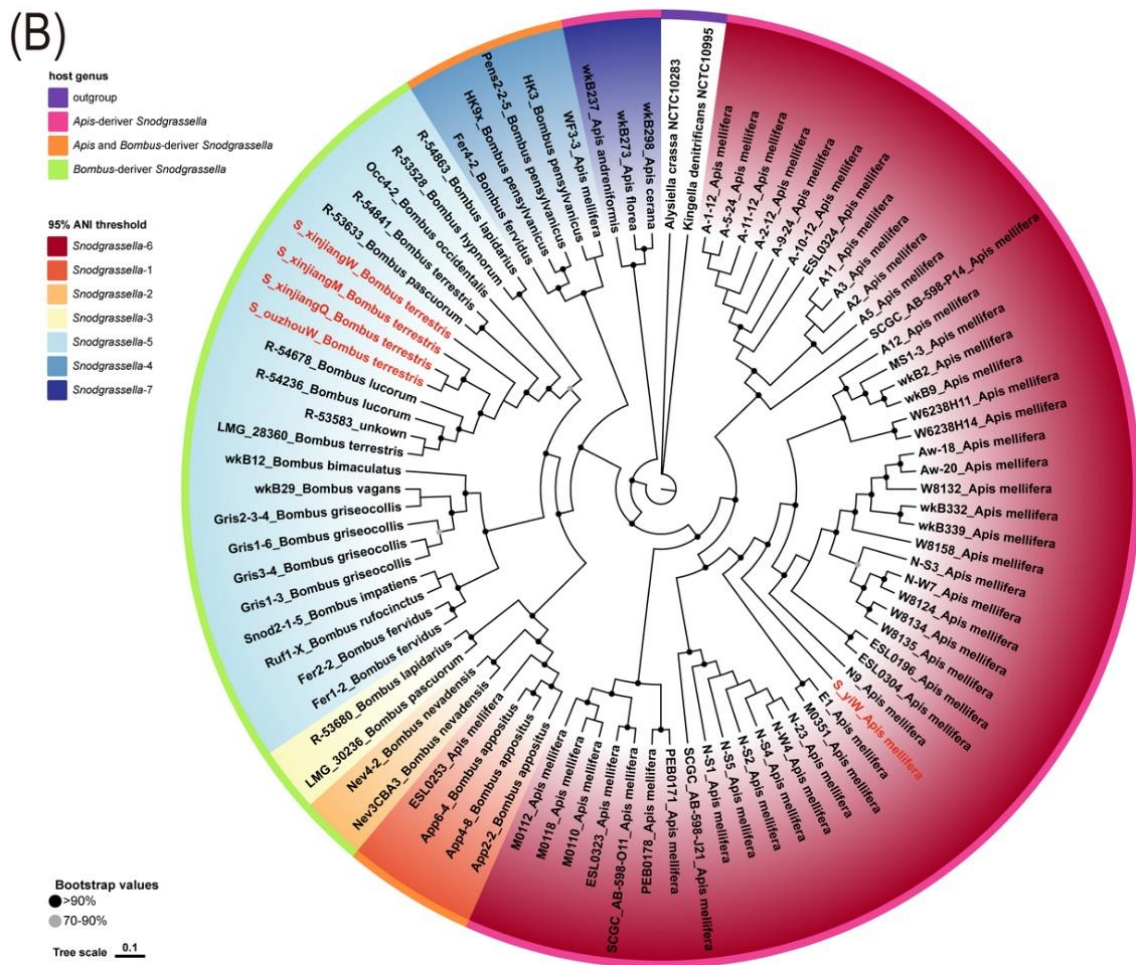 (B)
host genus
outgroup
Apis-deriver Snodgrassella
Apis and Bombus-deriver Snodgrassella
Bombus-deriver Snodgrassella
95% ANI threshold
Snodgrassella-6
Snodgrassella-1
Snodgrassella-2
Snodgrassella-3
Snodgrassella-5
Snodgrassella-4
Snodgrassella-7
Bootstrap values
>90%
70-90%
Tree scale 0.1
Alysiella crassa NCTC10283
Kingella denitrificans NCTC10995
A-1-12_Apis mellifera
A-5-24_Apis mellifera
A-11-12_Apis mellifera
A-2-12_Apis mellifera
A-9-24_Apis mellifera
A-10-12_Apis mellifera
ESL0324_Apis mellifera
A11_Apis mellifera
A3_Apis mellifera
A2_Apis mellifera
A5_Apis mellifera
SCGC_AB-598-P14_Apis mellifera
A12_Apis mellifera
MS1-3_Apis mellifera
wkB2_Apis mellifera
wkB9_Apis mellifera
W6238H11_Apis mellifera
W6238H14_Apis mellifera
Aw-18_Apis mellifera
Aw-20_Apis mellifera
W8132_Apis mellifera
wkB332_Apis mellifera
wkB339_Apis mellifera
W8158_Apis mellifera
N-S3_Apis mellifera
N-W7_Apis mellifera
W8124_Apis mellifera
W8134_Apis mellifera
W8135_Apis mellifera
ESL0196_Apis mellifera
ESL0304_Apis mellifera
N9_Apis mellifera
S_yiW_Apis mellifera
E1_Apis mellifera
M0351_Apis mellifera
N-23_Apis mellifera
N-W4_Apis mellifera
N-S4_Apis mellifera
N-S2_Apis mellifera
N-S5_Apis mellifera
N-S1_Apis mellifera
SCGC_AB-598-J21_Apis mellifera
PEB0171_Apis mellifera
PEB0178_Apis mellifera
SCGC_AB-598-O11_Apis mellifera
ESL0323_Apis mellifera
M0110_Apis mellifera
M0118_Apis mellifera
M0112_Apis mellifera
App2-2_Bombus appositus
App4-8_Bombus appositus
App6-4_Bombus appositus
ESL0253_Apis mellifera
Nev3CBA3_Bombus nevadensis
Nev4-2_Bombus nevadensis
LMG_30236_Bombus pascuorum
R-53680_Bombus lapidarius
Fer1-2_Bombus fervidus
Fer2-2_Bombus fervidus
Ruf1-X_Bombus rufocinctus
Snod2-1-5_Bombus impatiens
Gris1-3_Bombus griseocollis
Gris3-4_Bombus griseocollis
Gris1-6_Bombus griseocollis
Gris2-3-4_Bombus griseocollis
wkB29_Bombus vagans
wkB12_Bombus bimaculatus
LMG_28360_Bombus terrestris
R-53583_unkown
R-54236_Bombus lucorum
R-54678_Bombus lucorum
S_ouzhouW_Bombus terrestris
S_xinjiangQ_Bombus terrestris
S_xinjiangM_Bombus terrestris
S_xinjiangW_Bombus terrestris
R-53633_Bombus pascuorum
R-54841_Bombus terrestris
Occ4-2_Bombus occidentalis
R-53528_Bombus hypnorum
R-54863_Bombus lapidarius
Fer4-2_Bombus fervidus
HK9x_Bombus pensylvanicus
Pens2-2-5_Bombus pensylvanicus
HK3_Bombus pensylvanicus
WF3-3_Apis mellifera
wkB237_Apis andreniformis
wkB273_Apis florea
wkB298_Apis cerana